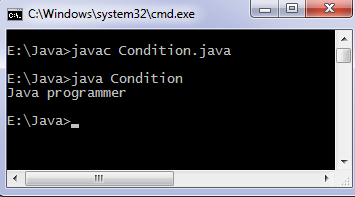 C:\Windows\system32\cmd.exe
E:\Java>javac Condition.java
E:\Java>java Condition
Java programmer
E:\Java>_